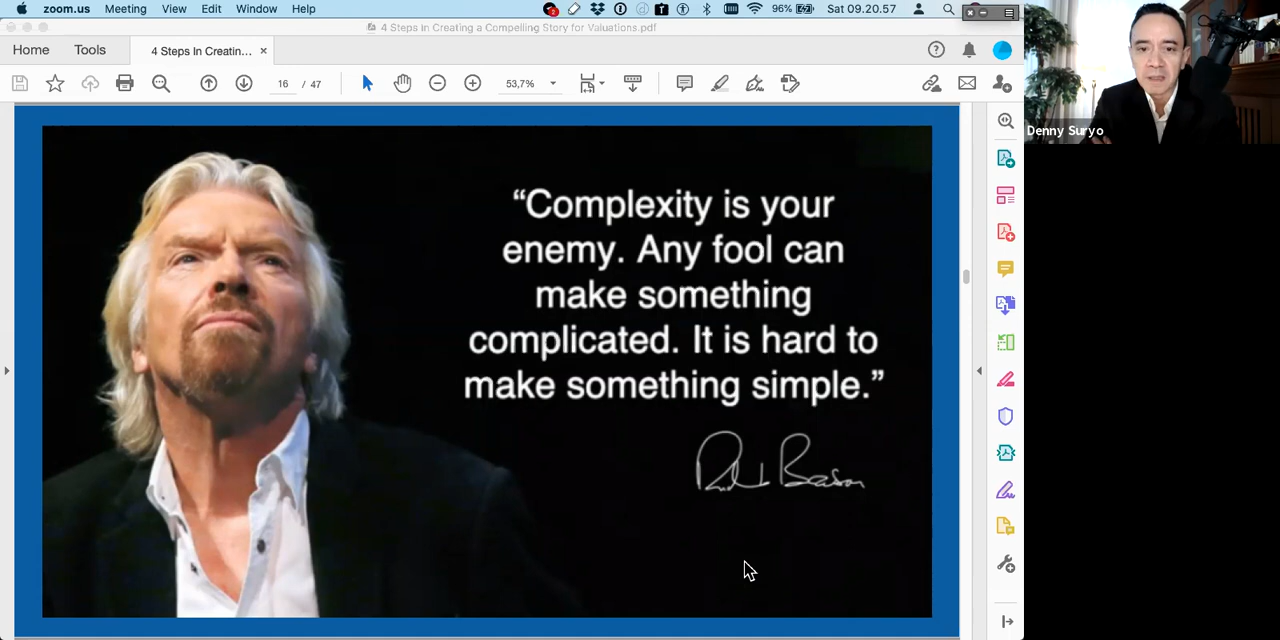 zoom.us Meeting View Edit Window Help 96% Sat 09.20.57
4 Steps In Creating a Compelling Story for Valuations.pdf
Home Tools 4 Steps In Creatin... ×
16 / 47 53,7%
Denny Suryo
“Complexity is your
enemy. Any fool can
make something
complicated. It is hard to
make something simple.”